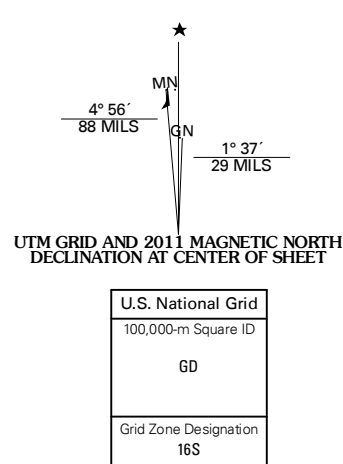 ★
MN
4° 56´
88 MILS
GN
1° 37´
29 MILS
UTM GRID AND 2011 MAGNETIC NORTH
DECLINATION AT CENTER OF SHEET
U.S. National Grid
100,000-m Square ID
GD
Grid Zone Designation
16S